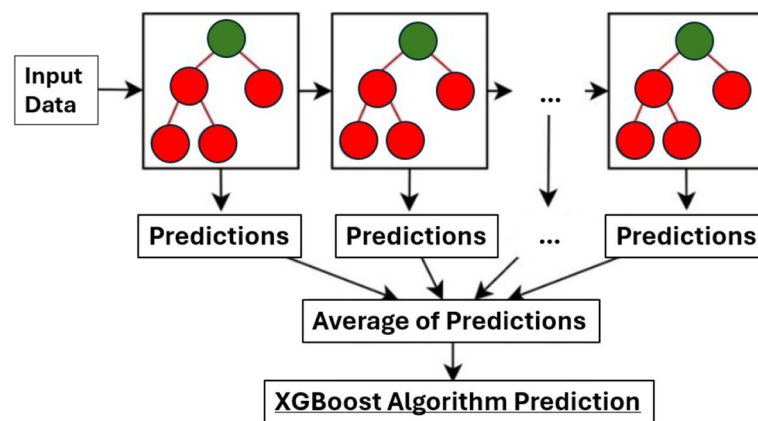 Input
Data
...
Predictions
Predictions
...
Predictions
Average of Predictions
XGBoost Algorithm Prediction